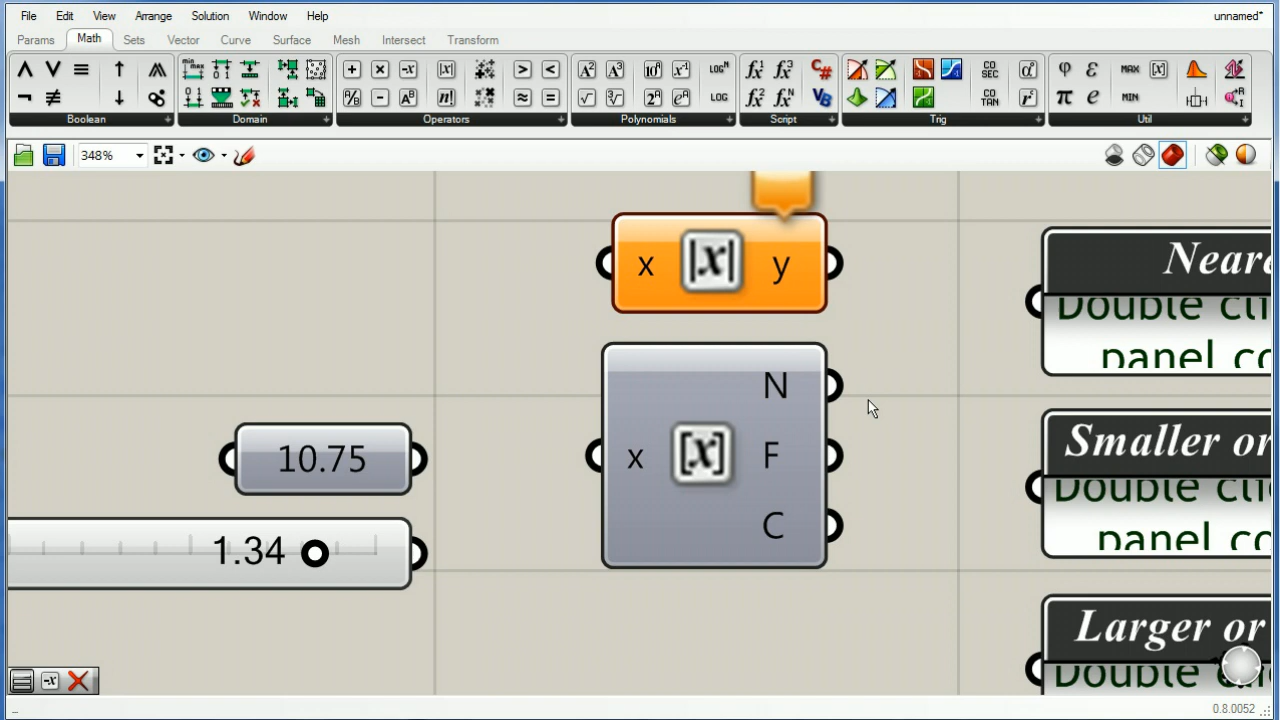 File Edit View Arrange Solution Window Help unnamed*
Params Math Sets Vector Curve Surface Mesh Intersect Transform
Boolean Domain Operators Polynomials Script Trig Util
348%
x |x| y
Neare
Double cli
panel co
x [x] N F C
10.75
Smaller or
Double cli
panel co
1.34
Larger or
Double
0.8.0052